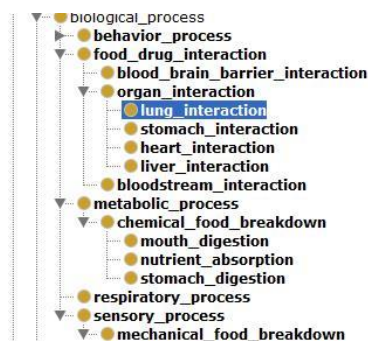 biological_process
behavior_process
food_drug_interaction
blood_brain_barrier_interaction
organ_interaction
lung_interaction
stomach_interaction
heart_interaction
liver_interaction
bloodstream_interaction
metabolic_process
chemical_food_breakdown
mouth_digestion
nutrient_absorption
stomach_digestion
respiratory_process
sensory_process
mechanical_food_breakdown